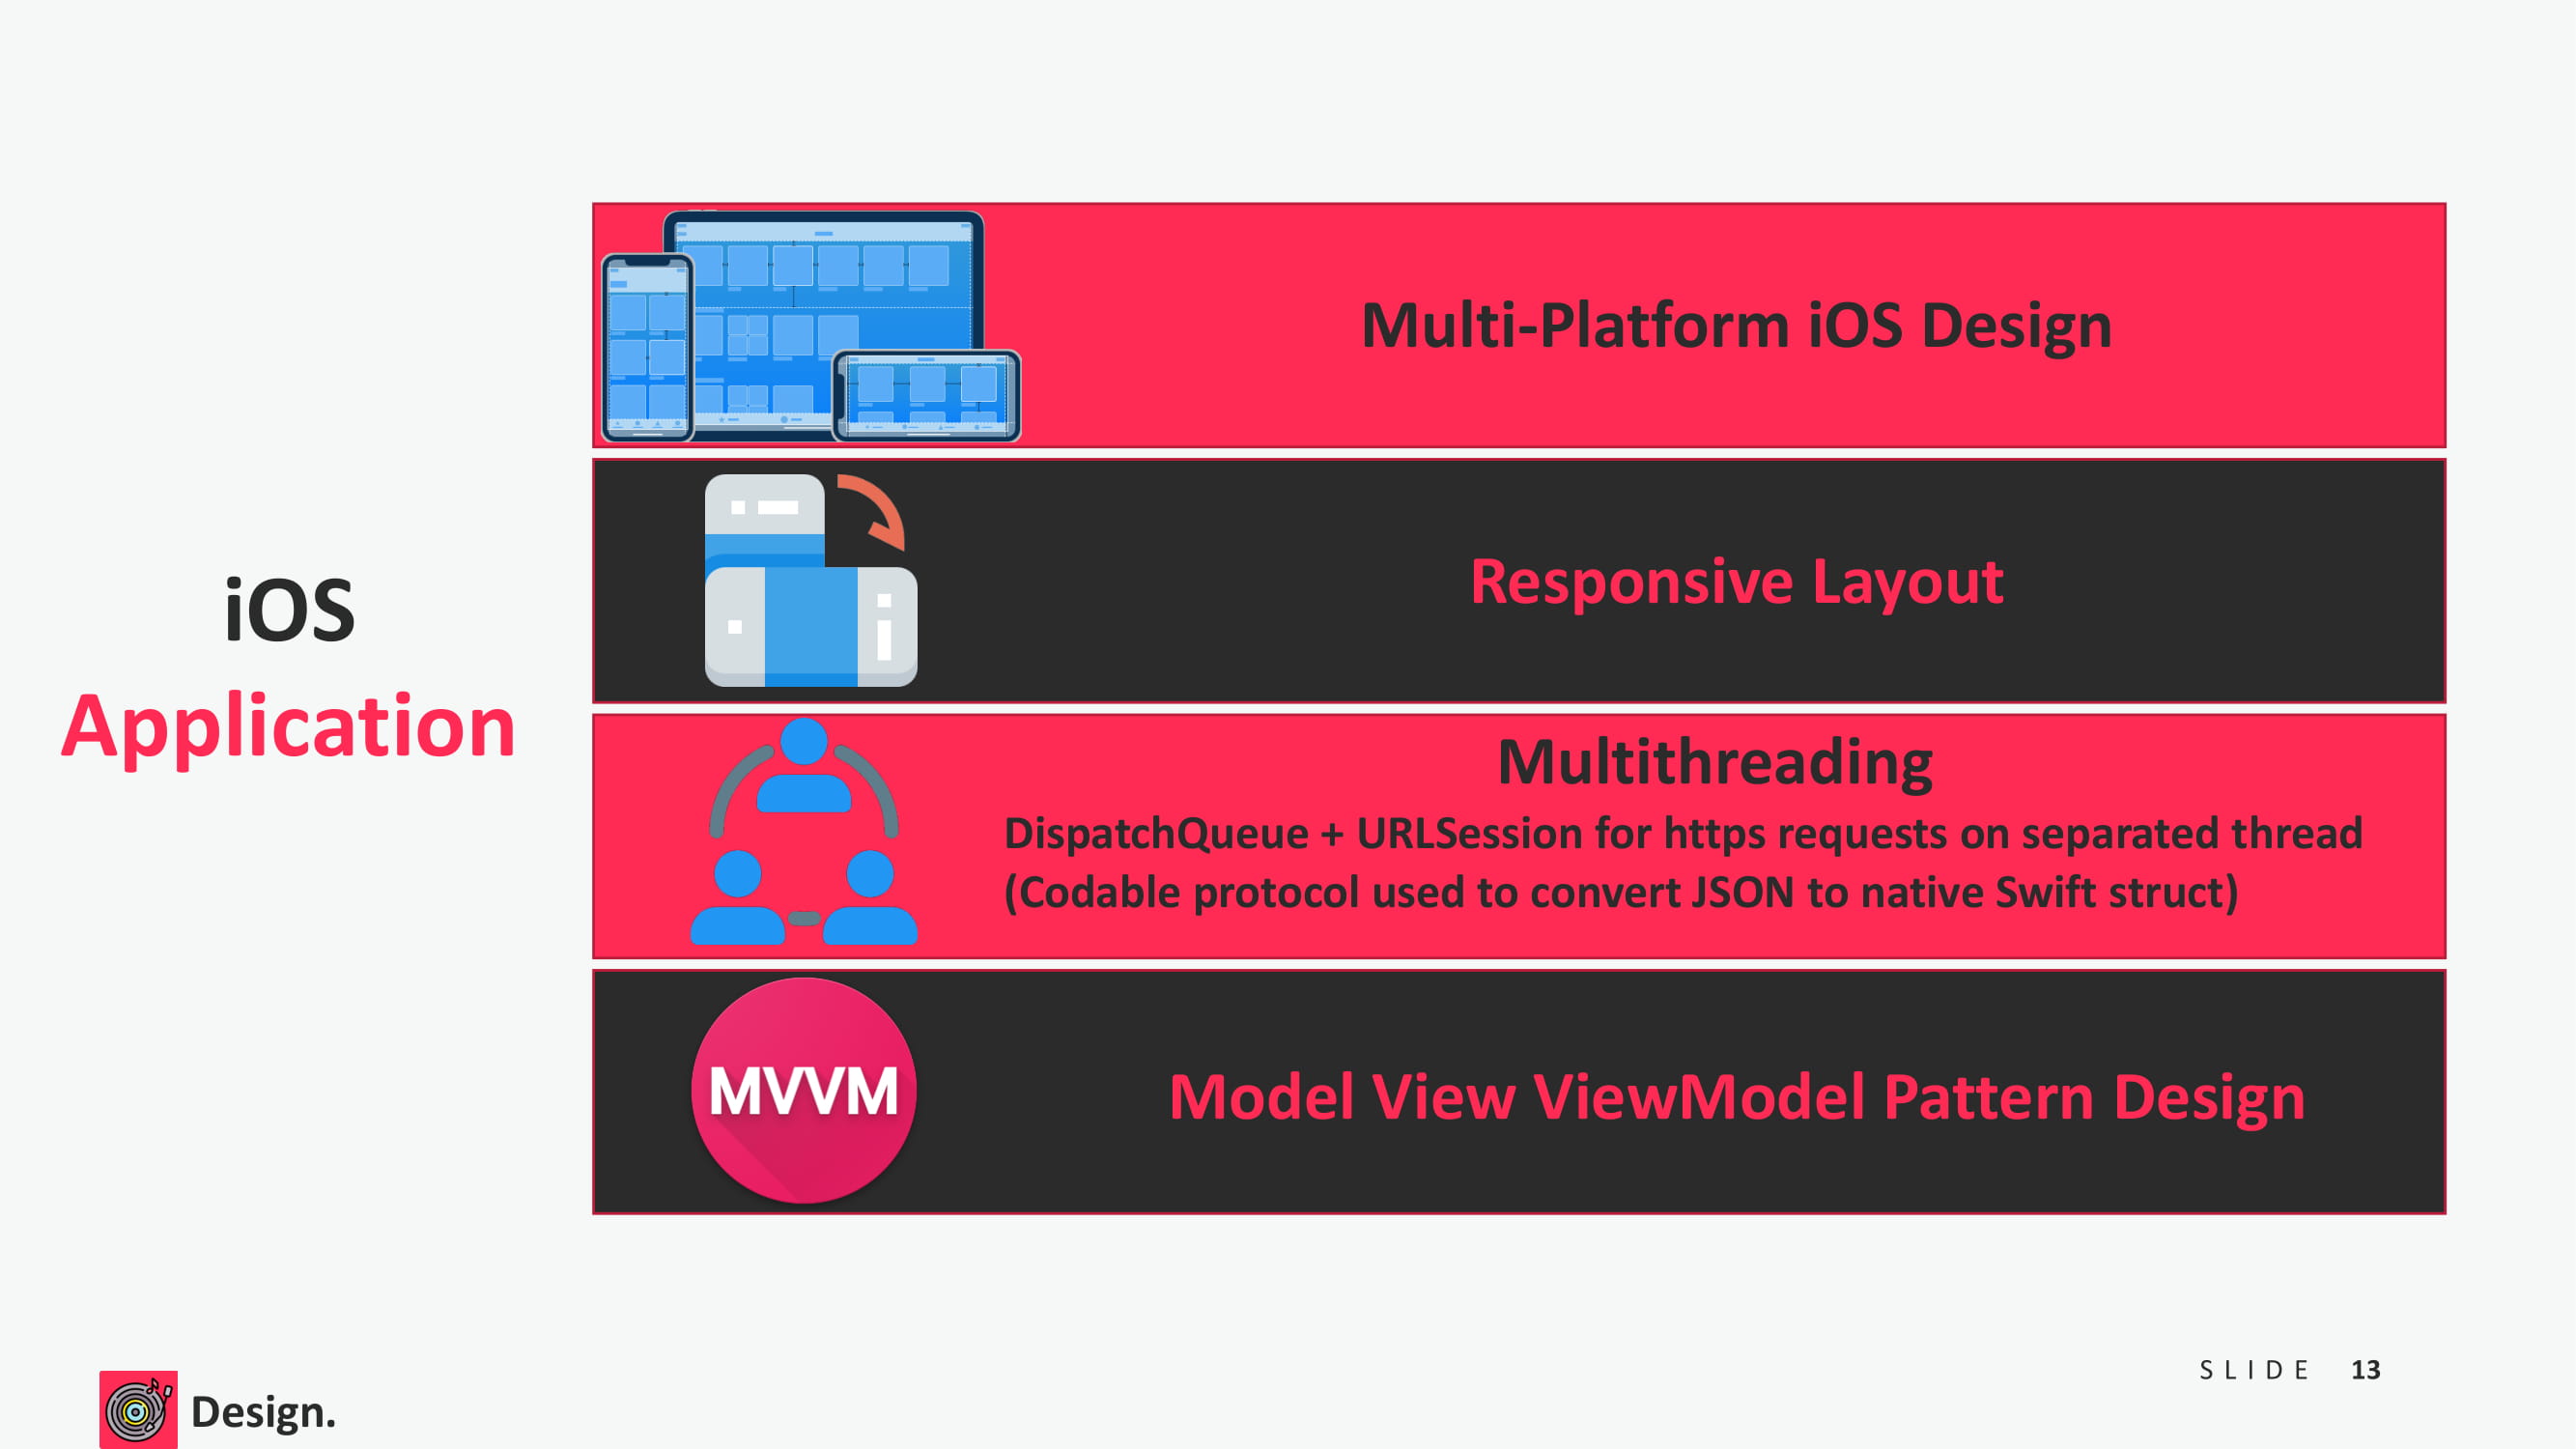 iOS
Application
Multi-Platform iOS Design
Responsive Layout
Multithreading
DispatchQueue + URLSession for https requests on separated thread
(Codable protocol used to convert JSON to native Swift struct)
MVVM
Model View ViewModel Pattern Design
Design.
SLIDE 13